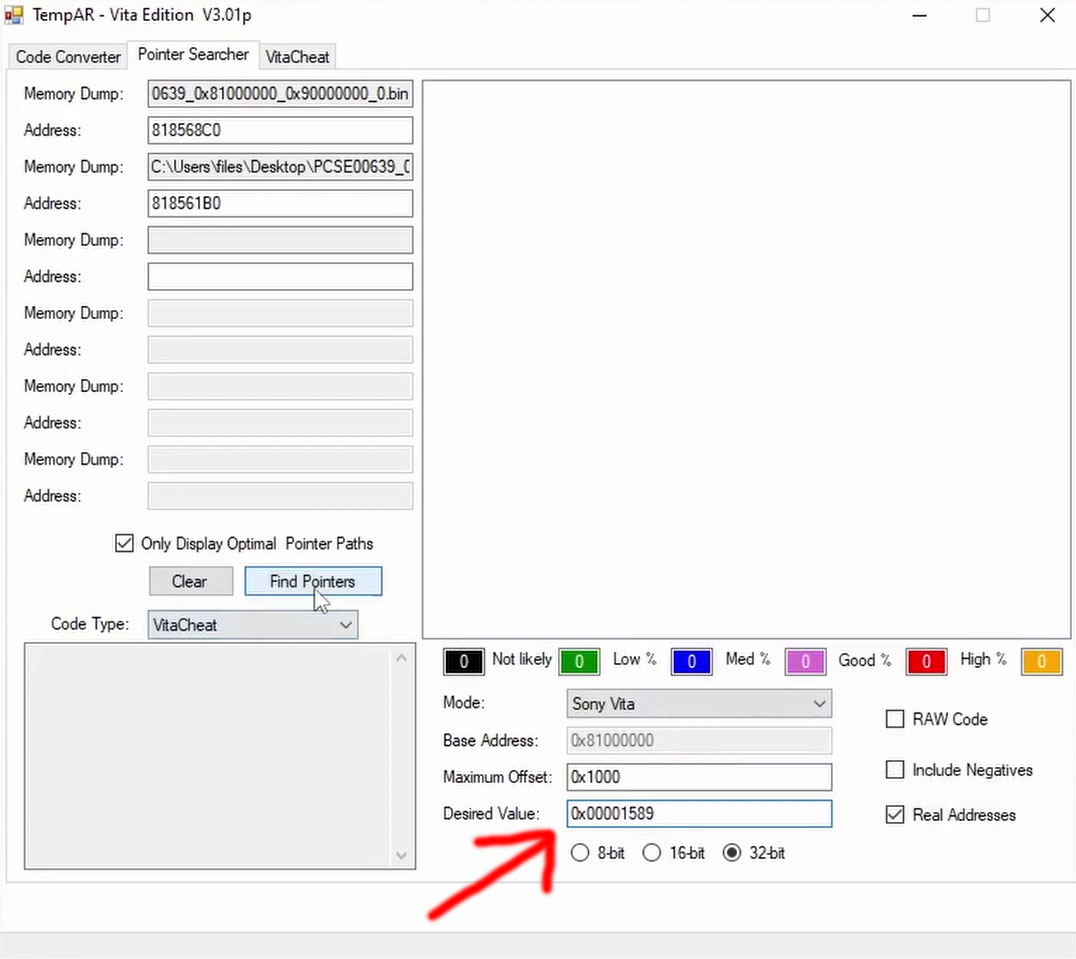 TempAR - Vita Edition V3.01p
Code Converter Pointer Searcher VitaCheat
Memory Dump: 0639_0x81000000_0x90000000_0.bin
Address: 818568C0
Memory Dump: C:\Users\files\Desktop\PCSE00639_0
Address: 818561B0
Memory Dump:
Address:
Memory Dump:
Address:
Memory Dump:
Address:
Memory Dump:
Address:
Only Display Optimal Pointer Paths
Clear Find Pointers
Code Type: VitaCheat
0 Not likely 0 Low % 0 Med % 0 Good % 0 High % 0
Mode: Sony Vita
RAW Code
Base Address: 0x81000000
Include Negatives
Maximum Offset: 0x1000
Desired Value: 0x00001589
Real Addresses
8-bit 16-bit 32-bit